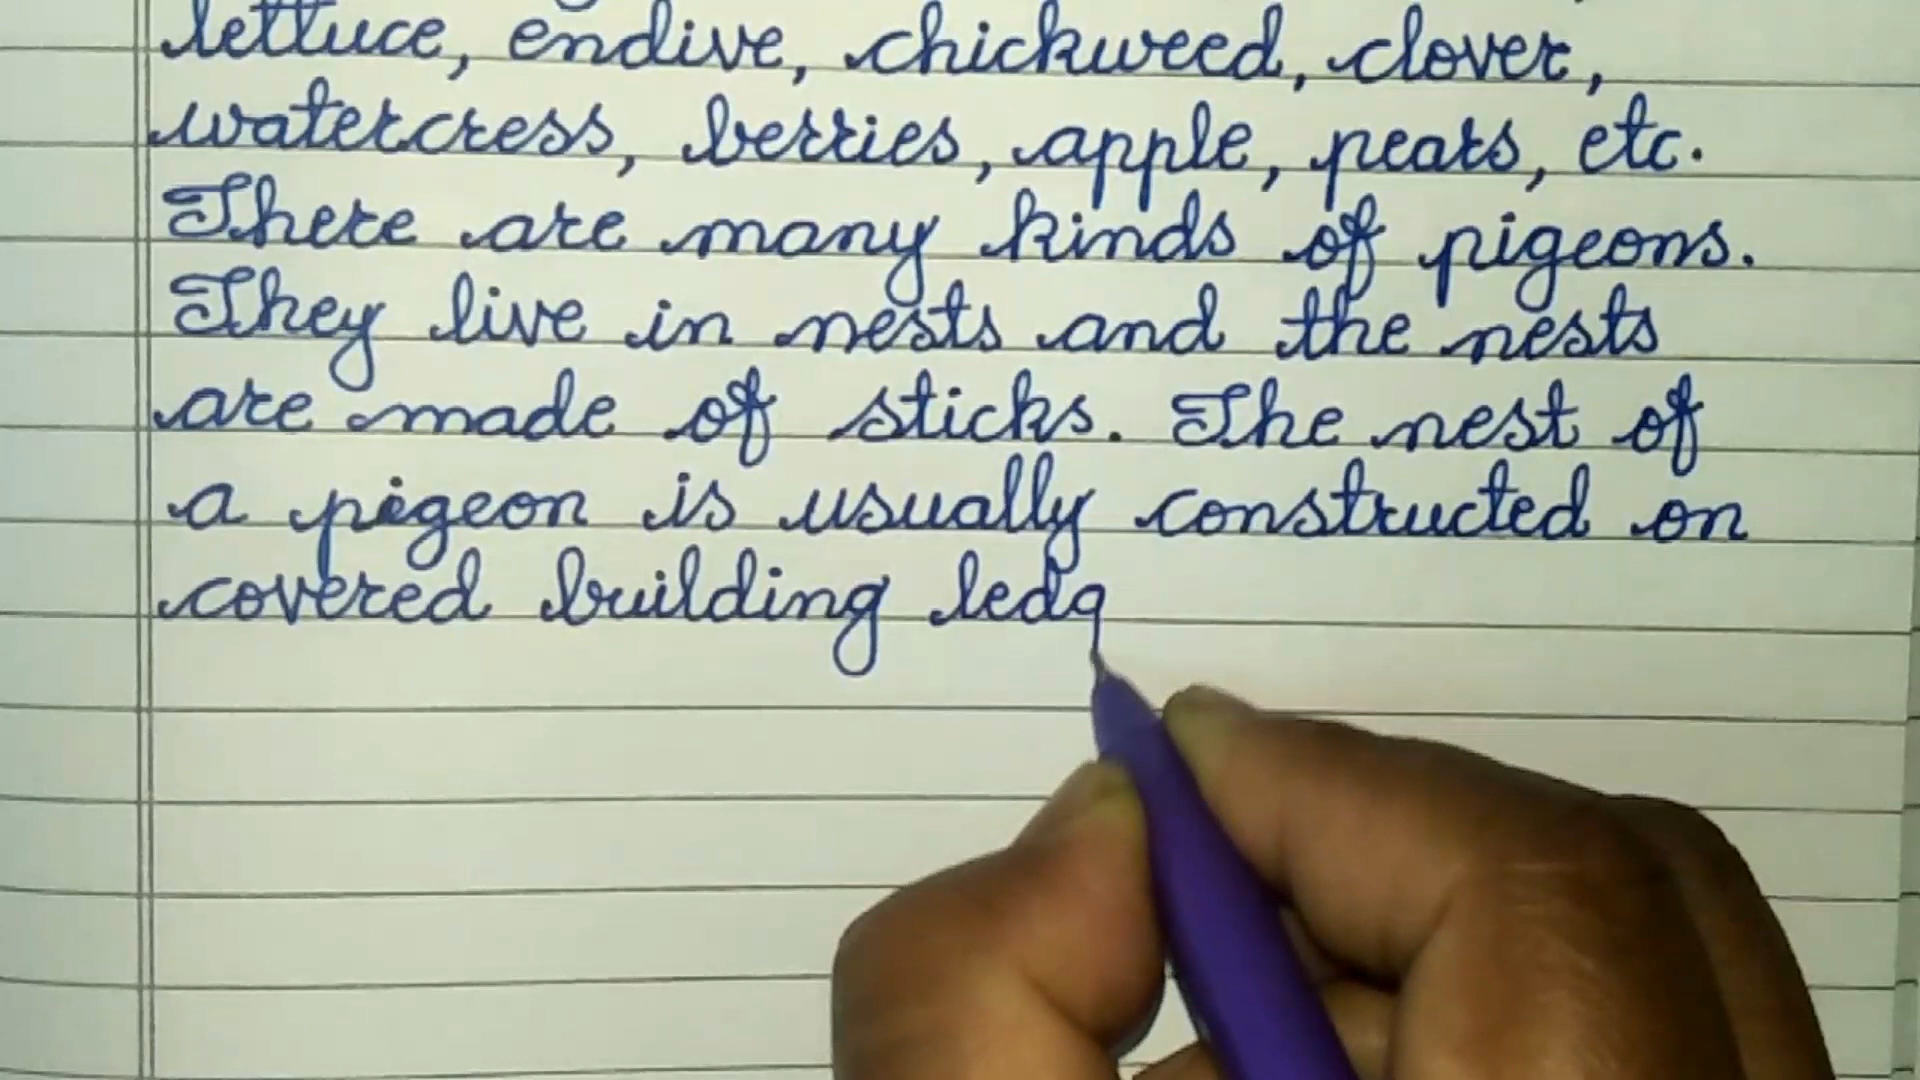 lettuce, endive, chickweed, clover,
watercress, berries, apple, pears, etc.
There are many kinds of pigeons.
They live in nests and the nests
are made of sticks. The nest of
a pigeon is usually constructed on
covered building ledg